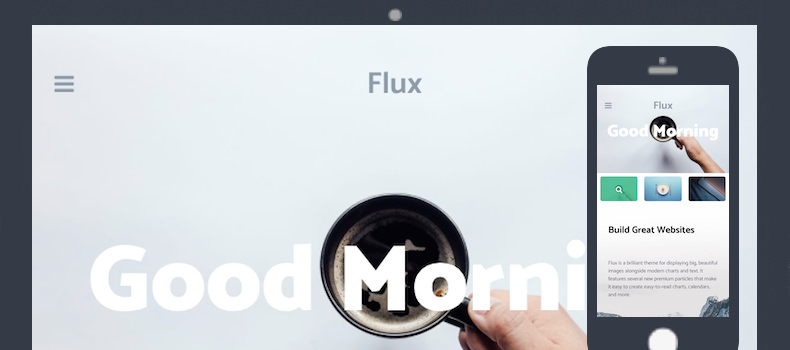 Flux
Good Morni
Flux
Good Morning
Build Great Websites
Flux is a brilliant theme for displaying big, beautiful
images alongside modern charts and text. It
features several new premium particles that make
it easy to create easy-to-read charts, calendars,
and more.